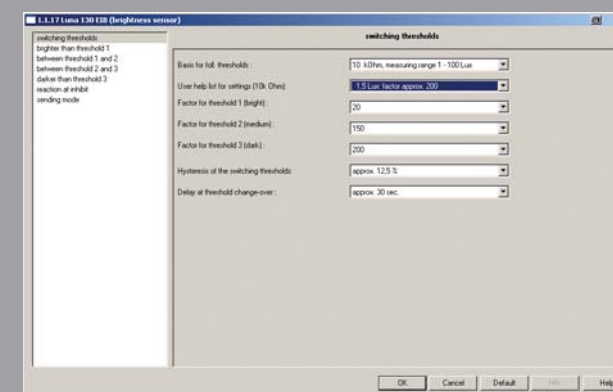 1.1.17 Luna 130 EIB (brightness sensor)
switching thresholds
brighter than threshold 1
between threshold 1 and 2
between threshold 2 and 3
darker than threshold 3
reaction at inhibit
sending mode
switching thresholds
Basis for foll. thresholds :
10 kOhm, measuring range 1 - 100 Lux
User help list for settings (10k Ohm)
1,5 Lux: factor approx. 200
Factor for threshold 1 (bright) :
20
Factor for threshold 2 (medium) :
150
Factor for threshold 3 (dark) :
200
Hysteresis of the switching thresholds:
approx. 12,5 %
Delay at threshold change-over :
approx. 30 sec.
OK
Cancel
Default
Help